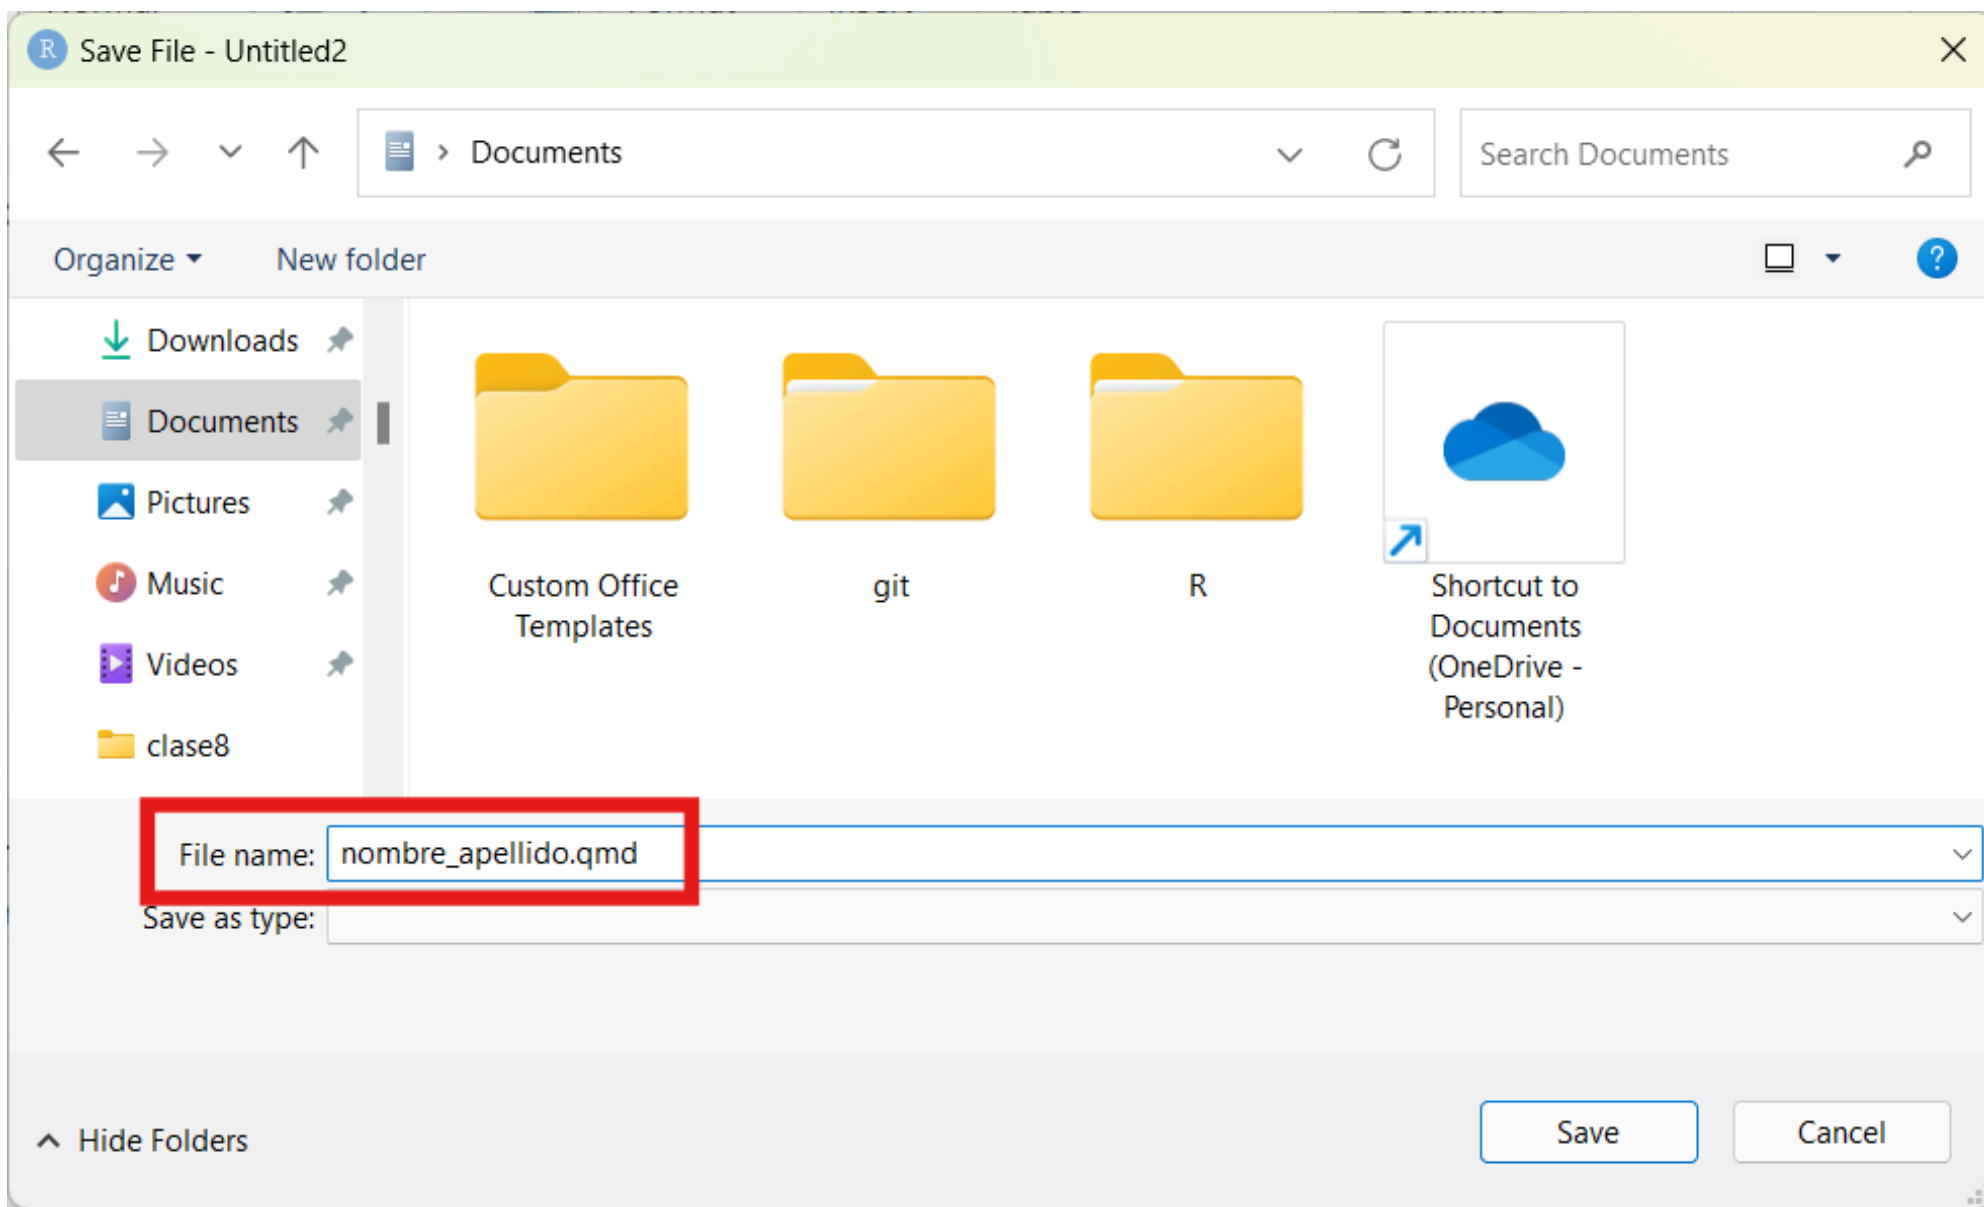 R Save File - Untitled2
Documents
Search Documents
Organize
New folder
Downloads
Documents
Pictures
Music
Videos
clase8
Custom Office
Templates
git
R
Shortcut to
Documents
(OneDrive -
Personal)
File name: nombre_apellido.qmd
Save as type:
Hide Folders
Save
Cancel